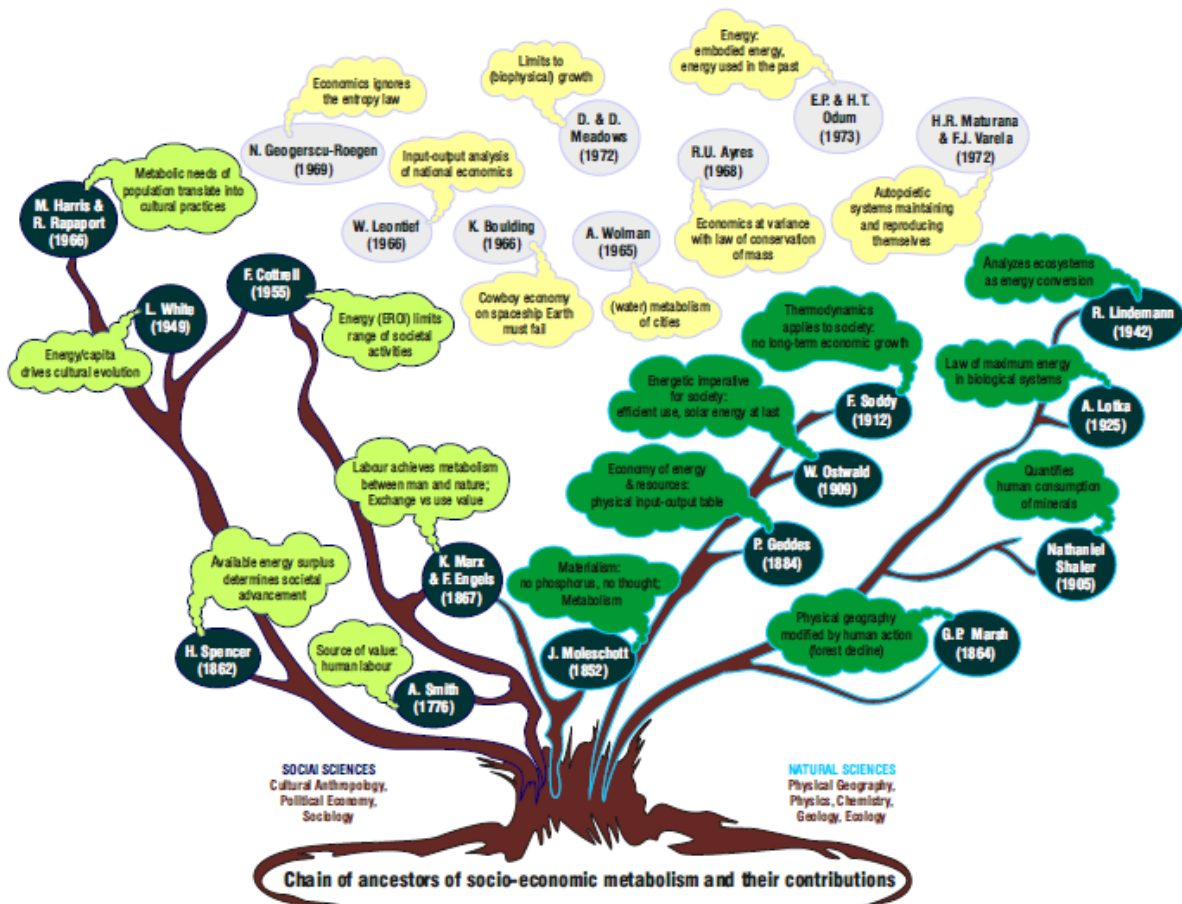 Energy:
embodied energy,
energy used in the past
E.P. & H.T.
Odum
(1973)
Limits to
(biophysical) growth
D. & D.
Meadows
(1972)
Economics ignores
the entropy law
N. Geogerscu-Roegen
(1969)
H.R. Maturana
& F.J. Varela
(1972)
Autopoietic
systems maintaining
and reproducing
themselves
R.U. Ayres
(1968)
Economics at variance
with law of conservation
of mass
Input-output analysis
of national economics
W. Leontief
(1966)
K. Boulding
(1966)
Cowboy economy
on spaceship Earth
must fail
A. Wolman
(1965)
(water) metabolism
of cities
Metabolic needs of
population translate into
cultural practices
M. Harris &
R. Rapaport
(1966)
F. Cottrell
(1955)
Energy (EROI) limits
range of societal
activities
L. White
(1949)
Energy/capita
drives cultural evolution
Analyzes ecosystems
as energy conversion
R. Lindemann
(1942)
Thermodynamics
applies to society:
no long-term economic growth
F. Soddy
(1912)
Law of maximum energy
in biological systems
A. Lotka
(1925)
Energetic imperative
for society:
efficient use, solar energy at last
W. Ostwald
(1909)
Quantifies
human consumption
of minerals
Nathaniel
Shaler
(1905)
Economy of energy
& resources:
physical input-output table
P. Geddes
(1884)
Labour achieves metabolism
between man and nature;
Exchange vs use value
K. Marx
& F. Engels
(1867)
Materialism:
no phosphorus, no thought;
Metabolism
J. Moleschott
(1852)
Physical geography
modified by human action
(forest decline)
G.P. Marsh
(1864)
Available energy surplus
determines societal
advancement
H. Spencer
(1862)
Source of value:
human labour
A. Smith
(1776)
SOCIAl SCIENCES
Cultural Anthropology,
Political Economy,
Sociology
NATURAL SCIENCES
Physical Geography,
Physics, Chemistry,
Geology, Ecology
Chain of ancestors of socio-economic metabolism and their contributions